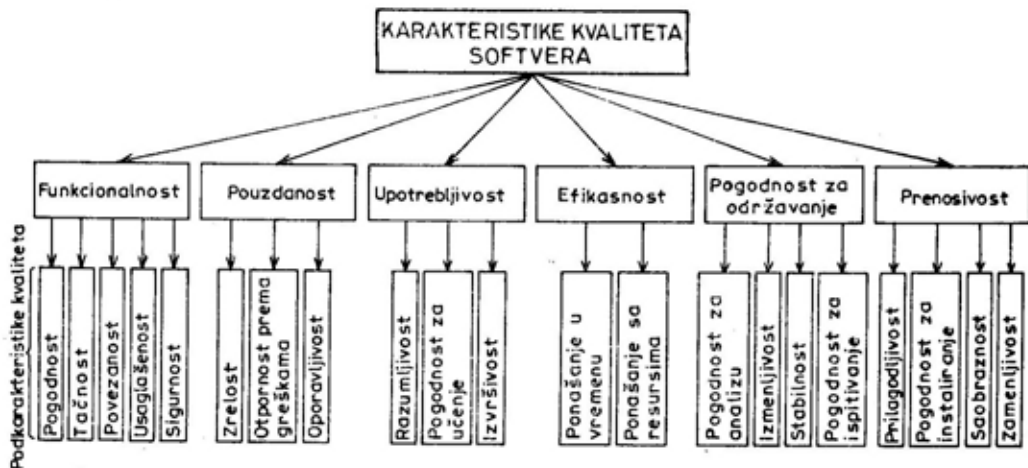 KARAKTERISTIKE KVALITETA
SOFTVERA
Funkcionalnost
Pouzdanost
Upotrebljivost
Efikasnost
Pogodnost za
održavanje
Prenosivost
Podkarakteristike kvaliteta
Pogodnost
Tačnost
Povezanost
Usaglašenost
Sigurnost
Zrelost
Otpornost prema
greškama
Oporavljivost
Razumljivost
Pogodnost za
učenje
Izvršivost
Ponašanje u
vremenu
Ponašanje sa
resursima
Pogodnost za
analizu
Izmenljivost
Stabilnost
Pogodnost za
ispitivanje
Prilagodljivost
Pogodnost za
instaliranje
Saobraznost
Zamenljivost